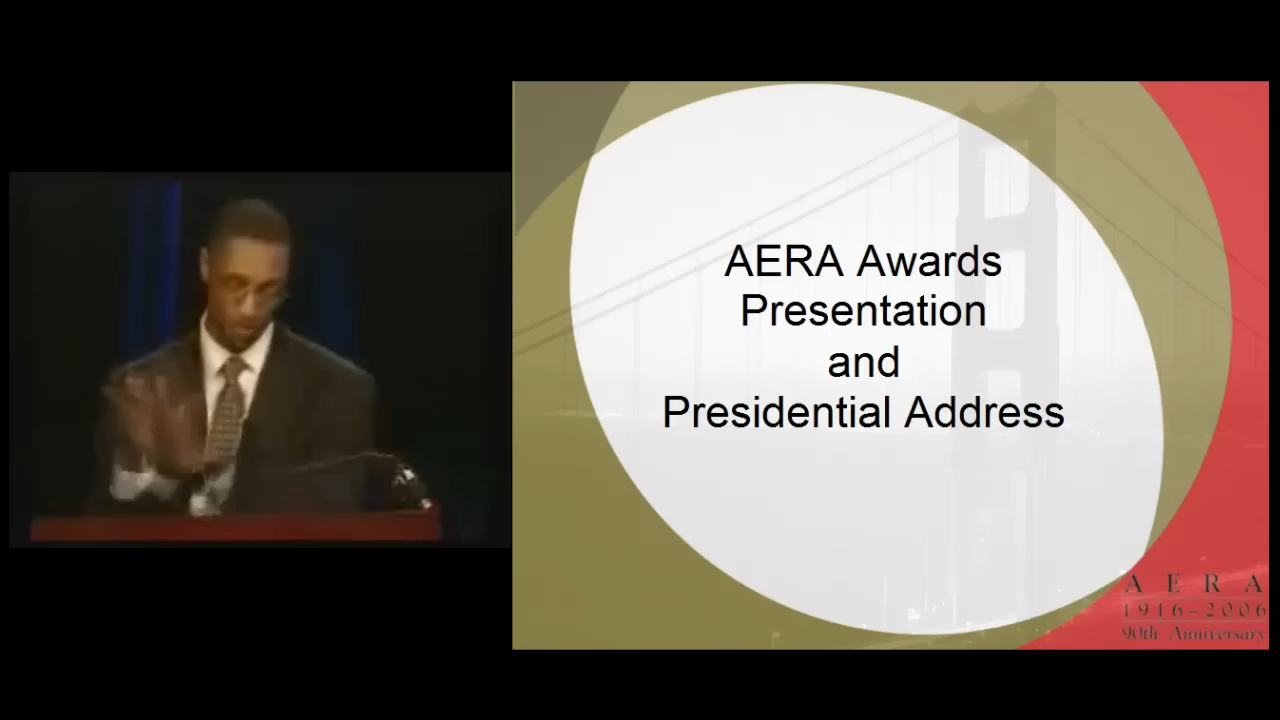 AERA Awards
Presentation
and
Presidential Address
A E R A
1916–2006
90th Anniversary